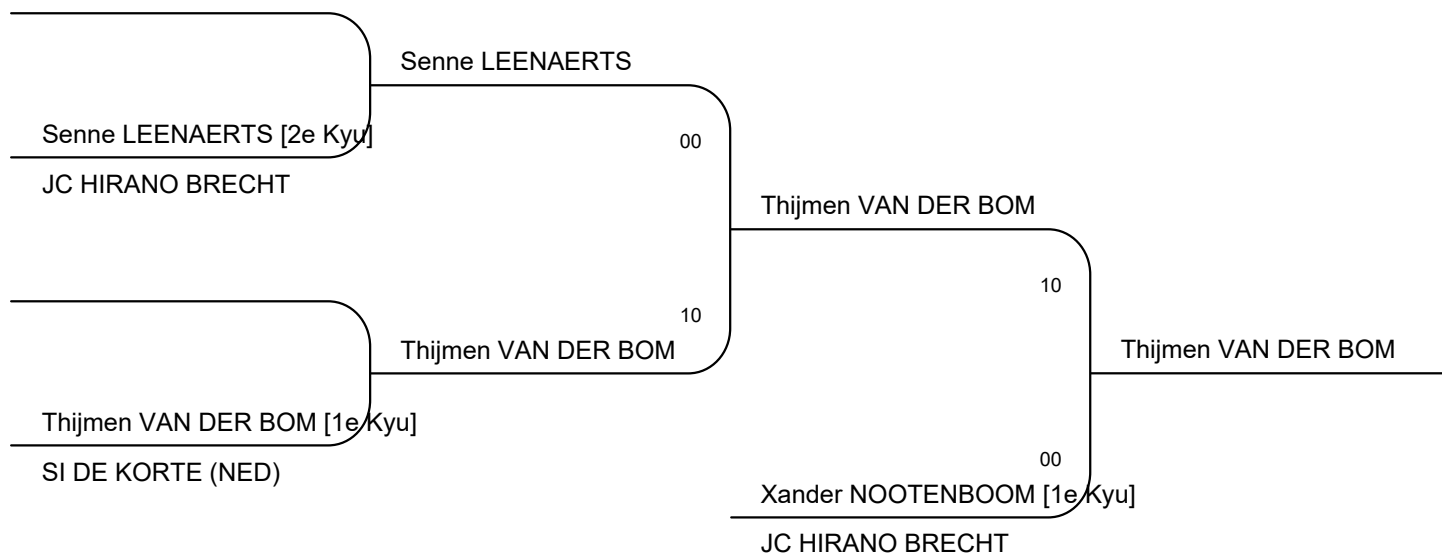 Senne LEENAERTS
Senne LEENAERTS [2e Kyu]
00
JC HIRANO BRECHT
Thijmen VAN DER BOM
10
10
Thijmen VAN DER BOM
Thijmen VAN DER BOM
Thijmen VAN DER BOM [1e Kyu]
00
SI DE KORTE (NED)
Xander NOOTENBOOM [1e Kyu]
JC HIRANO BRECHT